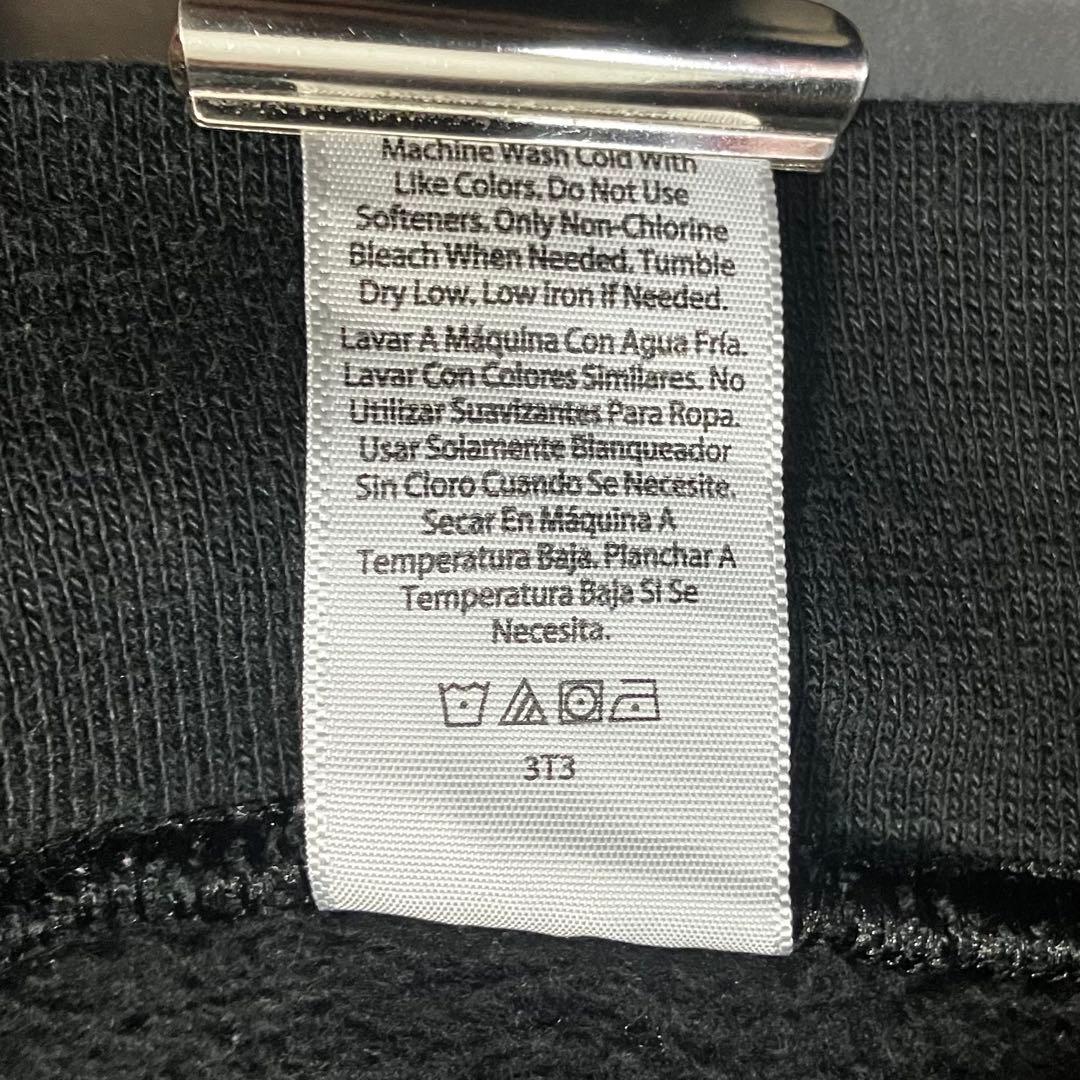 Machine Wash Cold With
Like Colors. Do Not Use
Softeners. Only Non-Chlorine
Bleach When Needed. Tumble
Dry Low. Low Iron If Needed.
Lavar A Máquina Con Agua Fría.
Lavar Con Colores Similares. No
Utilizar Suavizantes Para Ropa.
Usar Solamente Blanqueador
Sin Cloro Cuando Se Necesite.
Secar En Máquina A
Temperatura Baja. Planchar A
Temperatura Baja Si Se
Necesita.
3T3